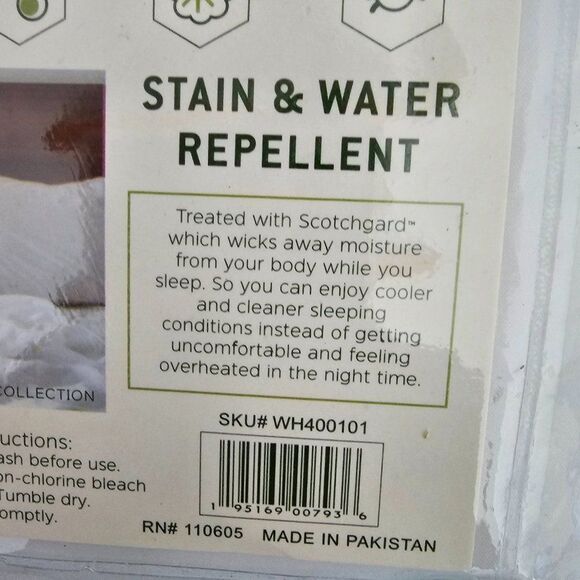 STAIN & WATER
REPELLENT
Treated with Scotchgard™
which wicks away moisture
from your body while you
sleep. So you can enjoy cooler
and cleaner sleeping
conditions instead of getting
uncomfortable and feeling
overheated in the night time.
COLLECTION
SKU# WH400101
1 95169 00793 6
RN# 110605 MADE IN PAKISTAN
uctions:
ash before use.
on-chlorine bleach
Tumble dry.
omptly.